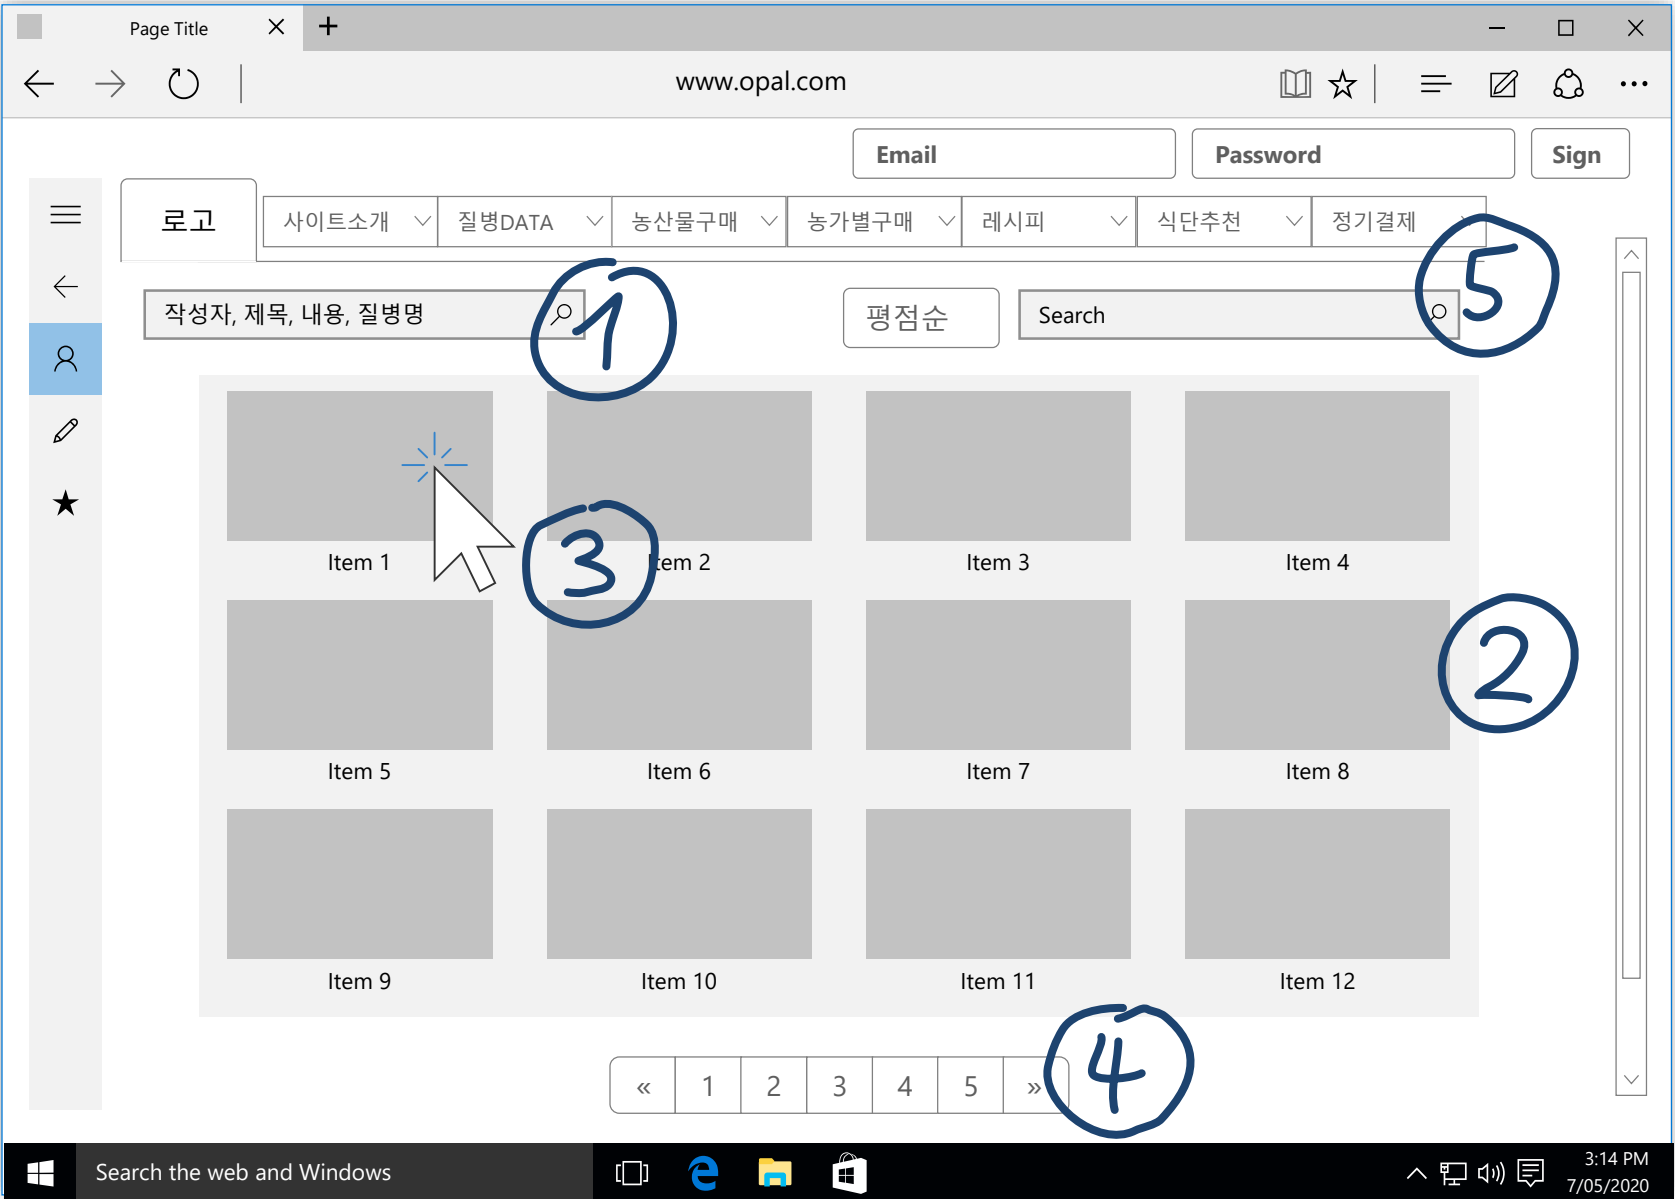 Page Title
www.opal.com
Email Password Sign
로고 사이트소개 질병DATA 농산물구매 농가별구매 레시피 식단추천 정기결제
작성자, 제목, 내용, 질병명 1 평점순 Search 5
Item 1 3 Item 2 Item 3 Item 4
2
Item 5 Item 6 Item 7 Item 8
Item 9 Item 10 Item 11 Item 12
« 1 2 3 4 5 » 4
Search the web and Windows 3:14 PM
7/05/2020